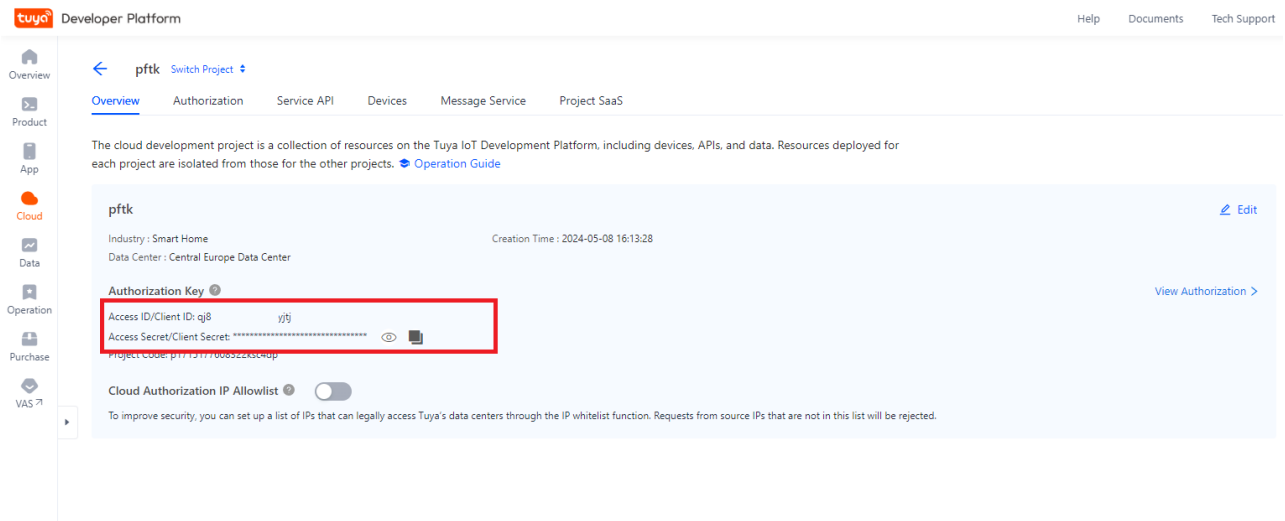 tuya Developer Platform
Help Documents Tech Support
Overview
Product
App
Cloud
Data
Operation
Purchase
VAS
pftk Switch Project
Overview Authorization Service API Devices Message Service Project SaaS
The cloud development project is a collection of resources on the Tuya IoT Development Platform, including devices, APIs, and data. Resources deployed for
each project are isolated from those for the other projects. Operation Guide
pftk
Edit
Industry : Smart Home Creation Time : 2024-05-08 16:13:28
Data Center : Central Europe Data Center
Authorization Key ?
View Authorization >
Access ID/Client ID: qj8 yjtj
Access Secret/Client Secret: ********************************
Project Code:
Cloud Authorization IP Allowlist ?
To improve security, you can set up a list of IPs that can legally access Tuya's data centers through the IP whitelist function. Requests from source IPs that are not in this list will be rejected.